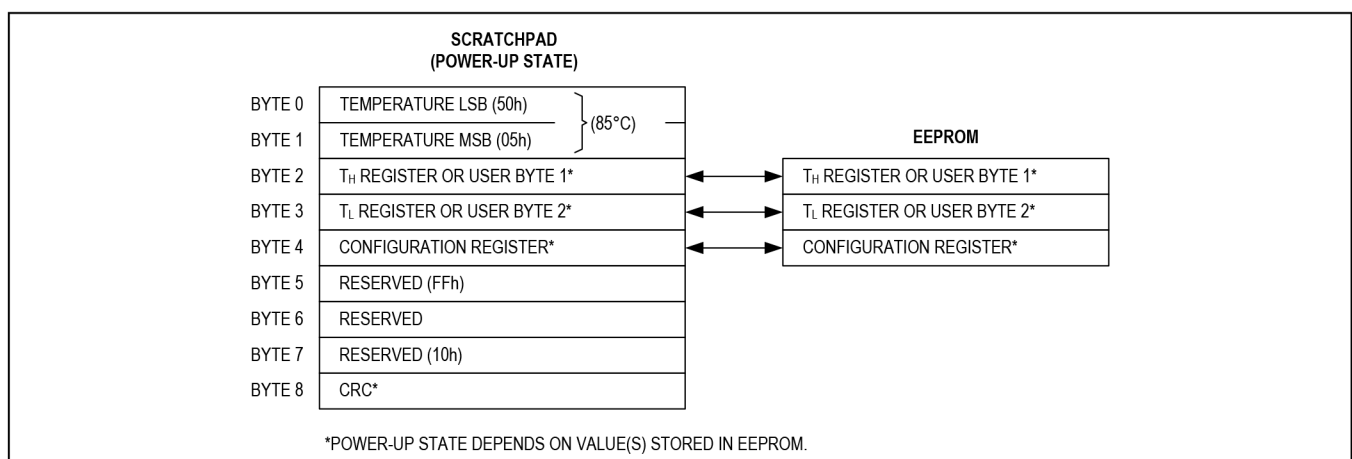 SCRATCHPAD
(POWER-UP STATE)
BYTE 0 TEMPERATURE LSB (50h)
(85°C)
BYTE 1 TEMPERATURE MSB (05h)
EEPROM
BYTE 2 TH REGISTER OR USER BYTE 1* TH REGISTER OR USER BYTE 1*
BYTE 3 TL REGISTER OR USER BYTE 2* TL REGISTER OR USER BYTE 2*
BYTE 4 CONFIGURATION REGISTER* CONFIGURATION REGISTER*
BYTE 5 RESERVED (FFh)
BYTE 6 RESERVED
BYTE 7 RESERVED (10h)
BYTE 8 CRC*
*POWER-UP STATE DEPENDS ON VALUE(S) STORED IN EEPROM.